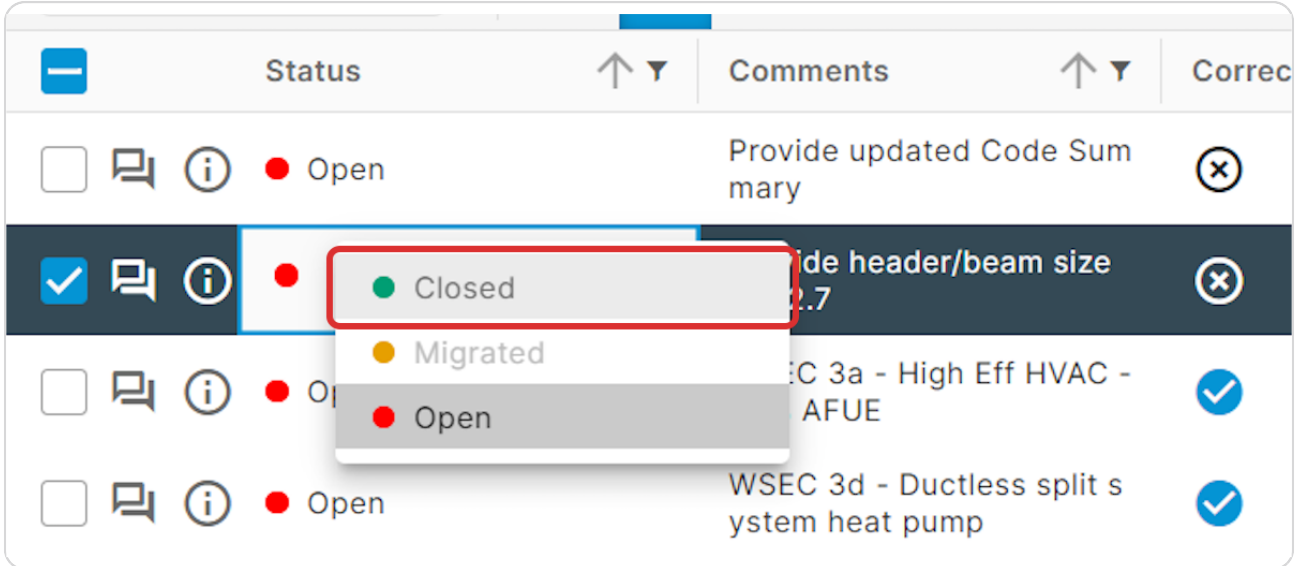 Status
Comments
Correc
Open
Provide updated Code Sum
mary
Closed
ide header/beam size
2.7
Migrated
EC 3a - High Eff HVAC -
AFUE
Open
Open
WSEC 3d - Ductless split s
ystem heat pump